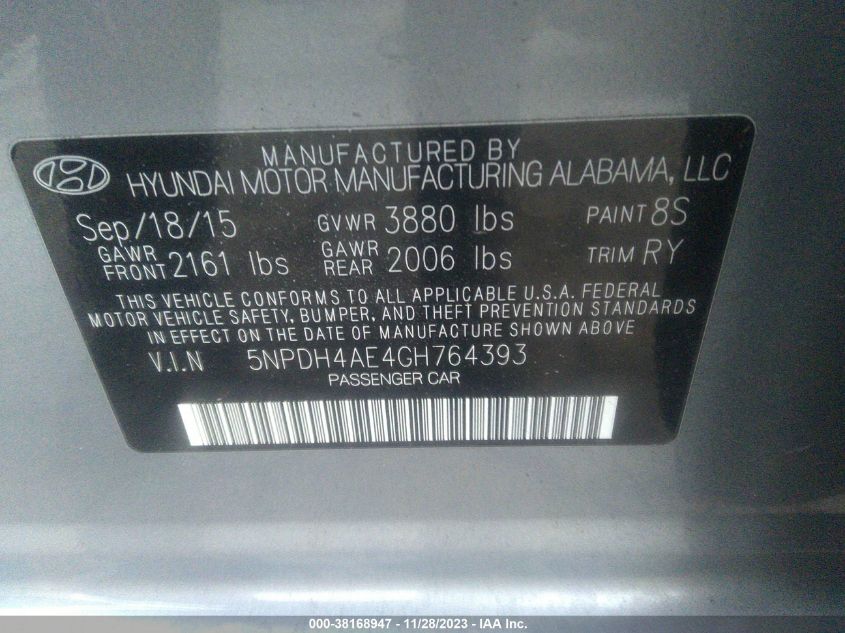 MANUFACTURED BY
HYUNDAI MOTOR MANUFACTURING ALABAMA, LLC
Sep/18/15 GVWR 3880 lbs PAINT 8S
GAWR FRONT 2161 lbs GAWR REAR 2006 lbs TRIM RY
THIS VEHICLE CONFORMS TO ALL APPLICABLE U.S.A. FEDERAL
MOTOR VEHICLE SAFETY, BUMPER, AND THEFT PREVENTION STANDARDS
IN EFFECT ON THE DATE OF MANUFACTURE SHOWN ABOVE
V.I.N 5NPDH4AE4GH764393
PASSENGER CAR
000-38168947 - 11/28/2023 - IAA Inc.